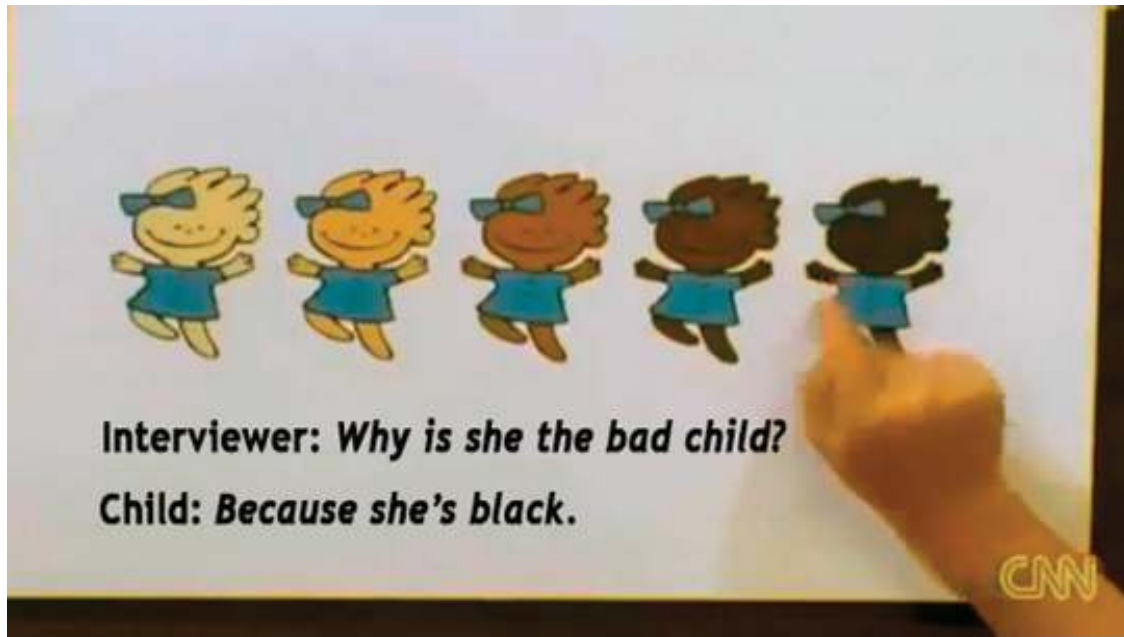 Interviewer: Why is she the bad child?
Child: Because she's black.
CNN